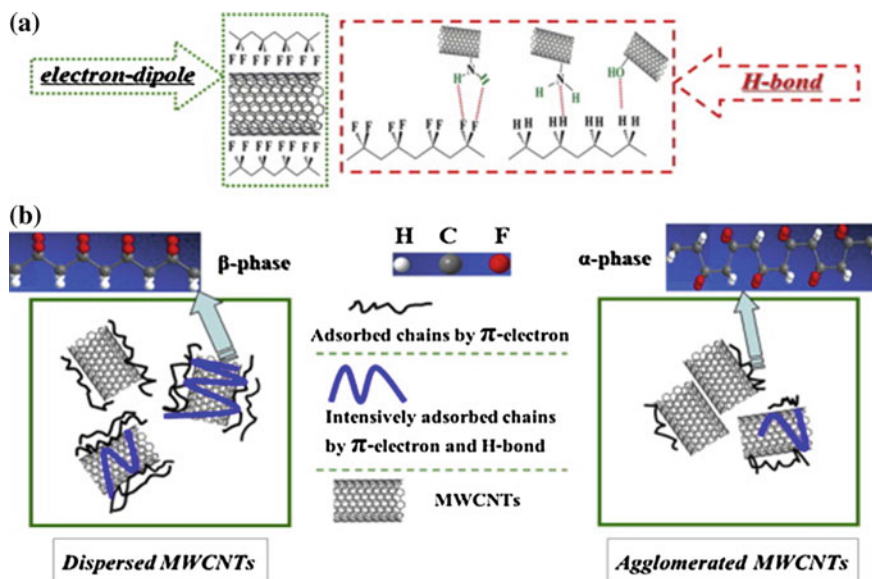 (a)
electron-dipole
F F F F F F F F
F F F F F F F F
N
H H
F F F F F F F F
N
H H
H H H H H H H H
HO
H H H H H H H H
H-bond
(b)
β-phase
H C F
α-phase
Adsorbed chains by π-electron
Intensively adsorbed chains
by π-electron and H-bond
MWCNTs
Dispersed MWCNTs
Agglomerated MWCNTs